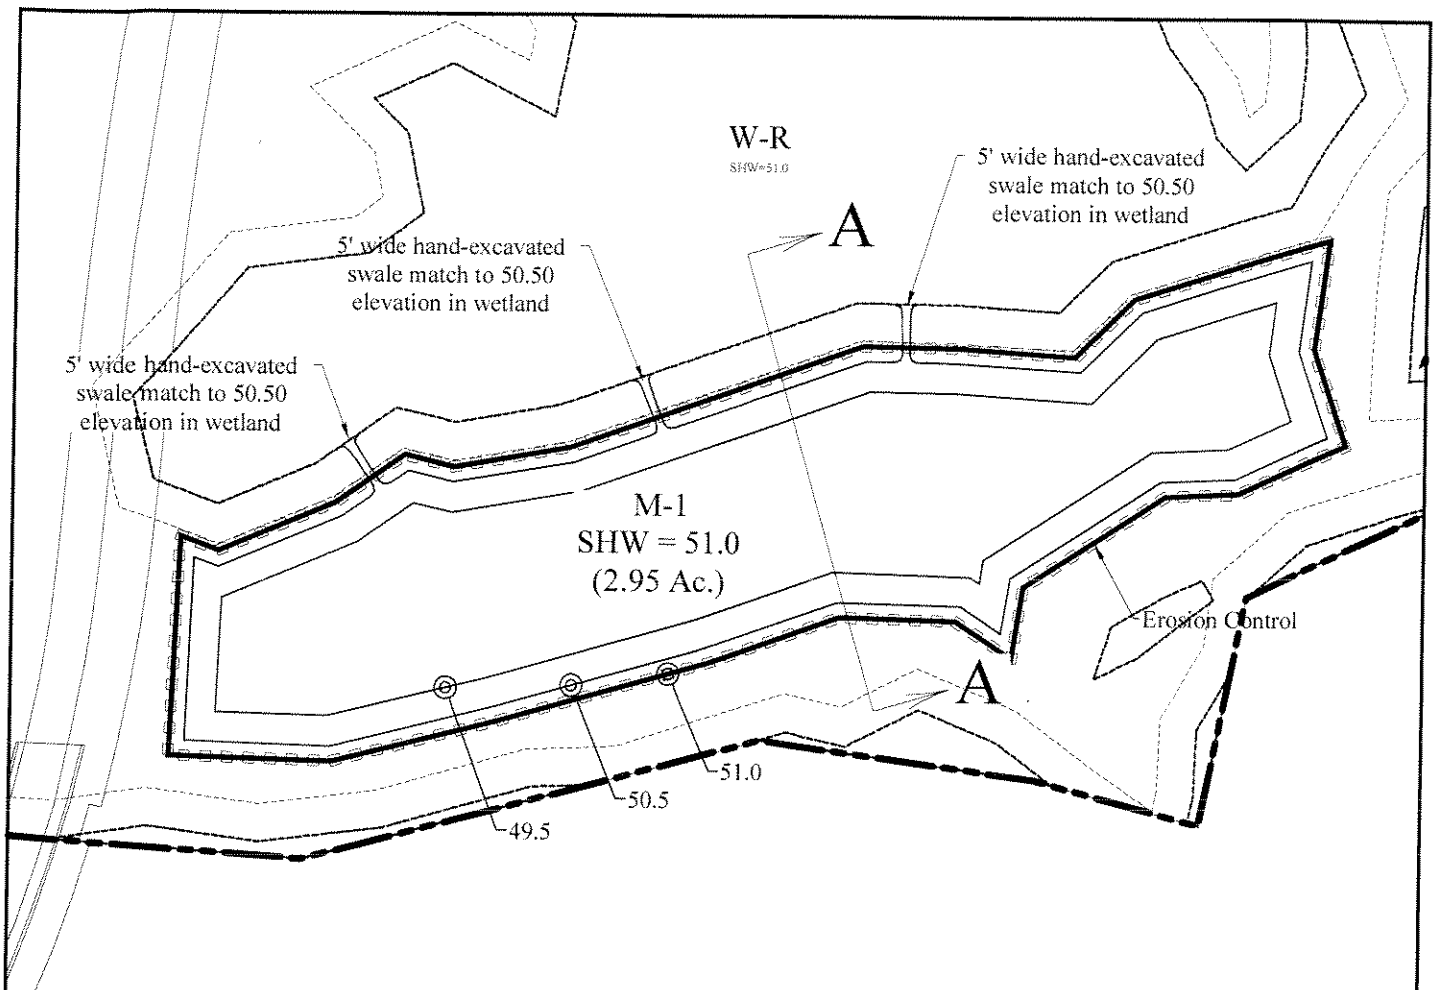 W-R
SHW=51.0
5' wide hand-excavated
swale match to 50.50
elevation in wetland
A
5' wide hand-excavated
swale match to 50.50
elevation in wetland
5' wide hand-excavated
swale match to 50.50
elevation in wetland
M-1
SHW = 51.0
(2.95 Ac.)
Erosion Control
A
51.0
50.5
49.5